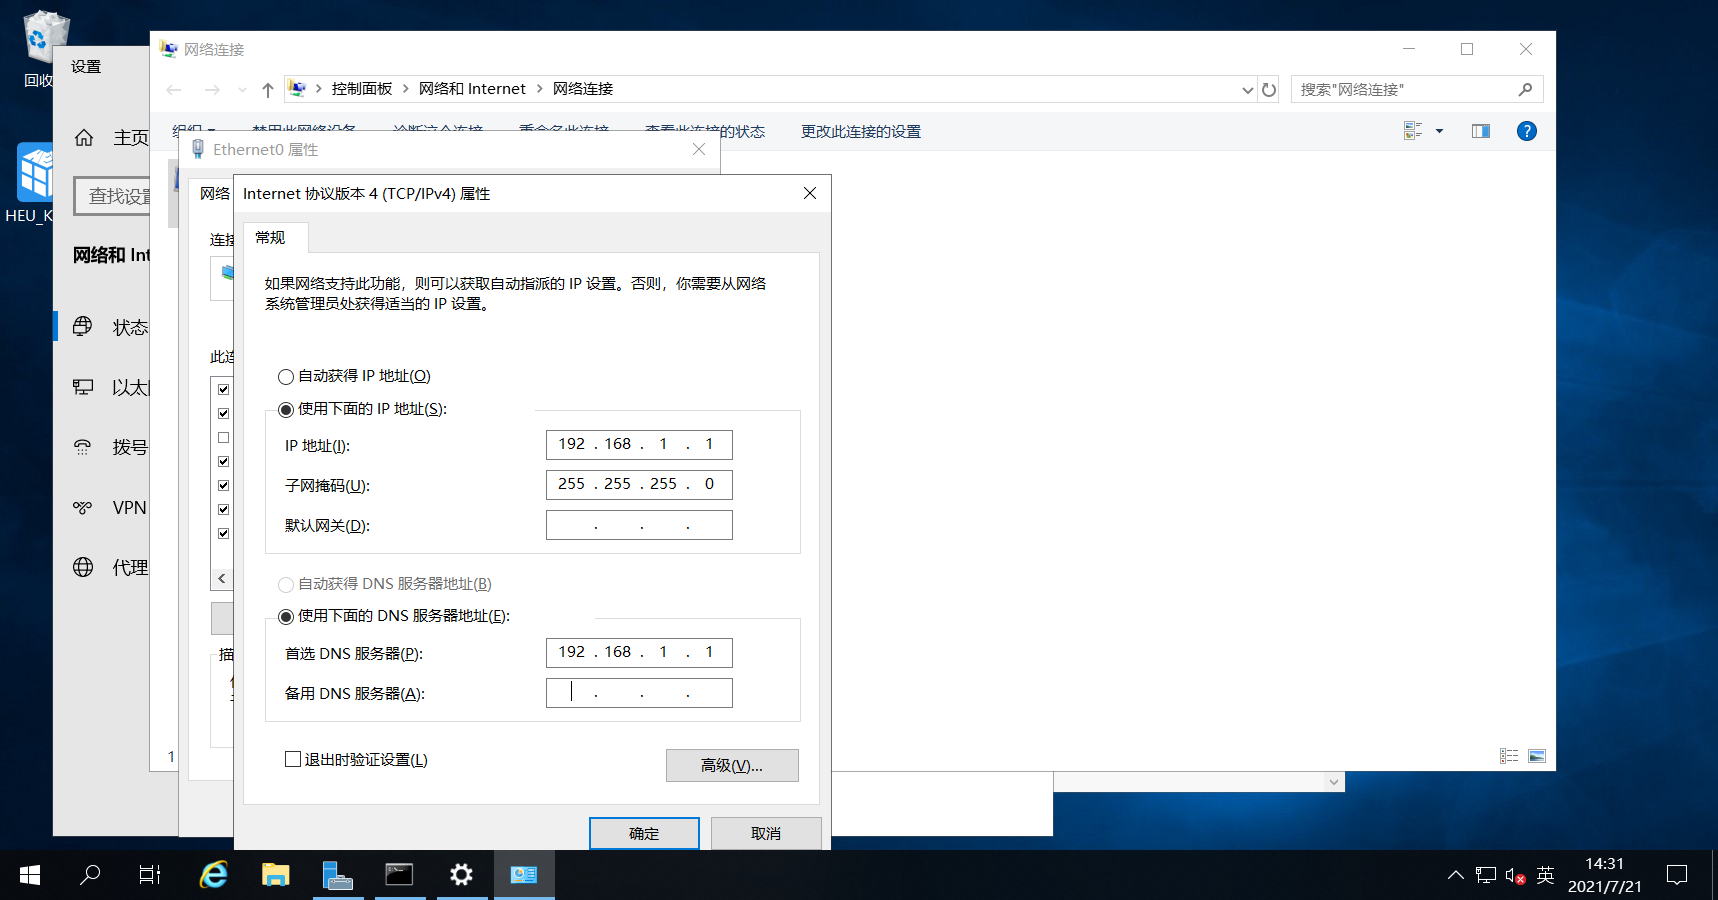 回收
HEU_K
设置
主页
查找设置
网络和 Int
状态
以太
拨号
VPN
代理
网络连接
控制面板
网络和 Internet
网络连接
搜索"网络连接"
组织
禁用此网络设备
诊断这个连接
重命名此连接
查看此连接的状态
更改此连接的设置
Ethernet0 属性
网络
连接
此连
描
1
Internet 协议版本 4 (TCP/IPv4) 属性
常规
如果网络支持此功能，则可以获取自动指派的 IP 设置。否则，你需要从网络
系统管理员处获得适当的 IP 设置。
自动获得 IP 地址(O)
使用下面的 IP 地址(S):
IP 地址(I):
192 . 168 . 1 . 1
子网掩码(U):
255 . 255 . 255 . 0
默认网关(D):
. . .
自动获得 DNS 服务器地址(B)
使用下面的 DNS 服务器地址(E):
首选 DNS 服务器(P):
192 . 168 . 1 . 1
备用 DNS 服务器(A):
. . .
退出时验证设置(L)
高级(V)...
确定
取消
英
14:31
2021/7/21